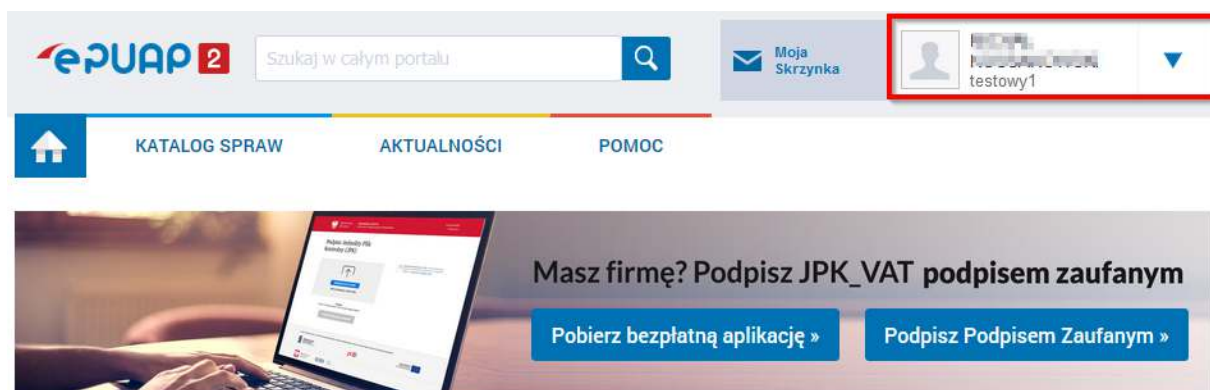 ePUAP 2
Szukaj w całym portalu
Moja
Skrzynka
testowy1
KATALOG SPRAW
AKTUALNOŚCI
POMOC
Masz firmę? Podpisz JPK_VAT podpisem zaufanym
Pobierz bezpłatną aplikację »
Podpisz Podpisem Zaufanym »